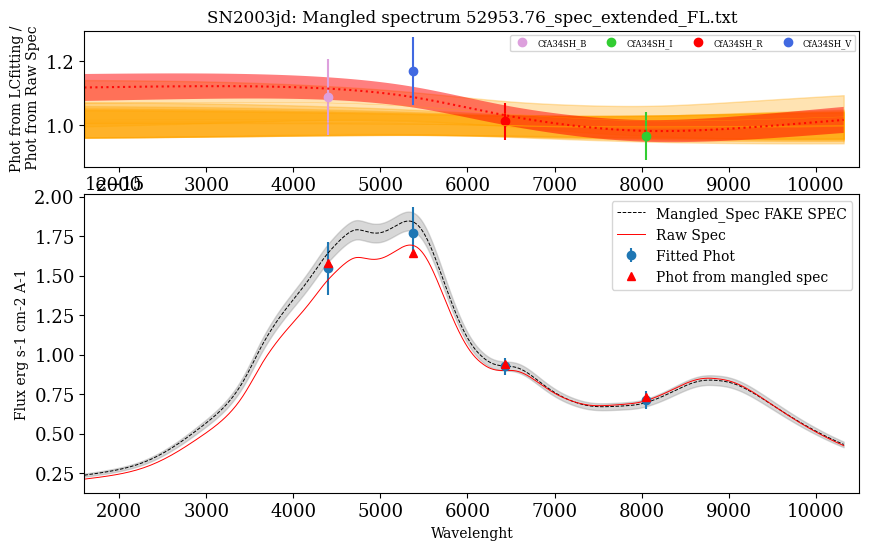 SN2003jd: Mangled spectrum 52953.76_spec_extended_FL.txt
Phot from LCfitting /
Phot from Raw Spec
1.2
1.0
CfA34SH_B
CfA34SH_I
CfA34SH_R
CfA34SH_V
2000 3000 4000 5000 6000 7000 8000 9000 10000
1e−15
Flux erg s-1 cm-2 A-1
2.00
1.75
1.50
1.25
1.00
0.75
0.50
0.25
Mangled_Spec FAKE SPEC
Raw Spec
Fitted Phot
Phot from mangled spec
2000 3000 4000 5000 6000 7000 8000 9000 10000
Wavelenght